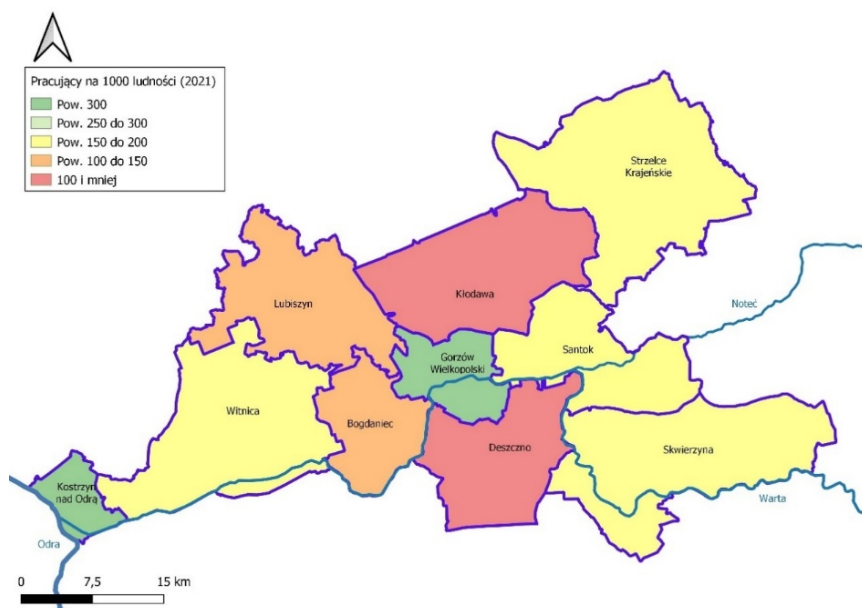 Pracujący na 1000 ludności (2021)
Pow. 300
Pow. 250 do 300
Pow. 150 do 200
Pow. 100 do 150
100 i mniej
Strzelce
Krajeńskie
Kłodawa
Noteć
Lubiszyn
Santok
Gorzów
Wielkopolski
Witnica
Bogdaniec
Deszczno
Skwierzyna
Kostrzyn
nad Odrą
Warta
Odra
0 7,5 15 km